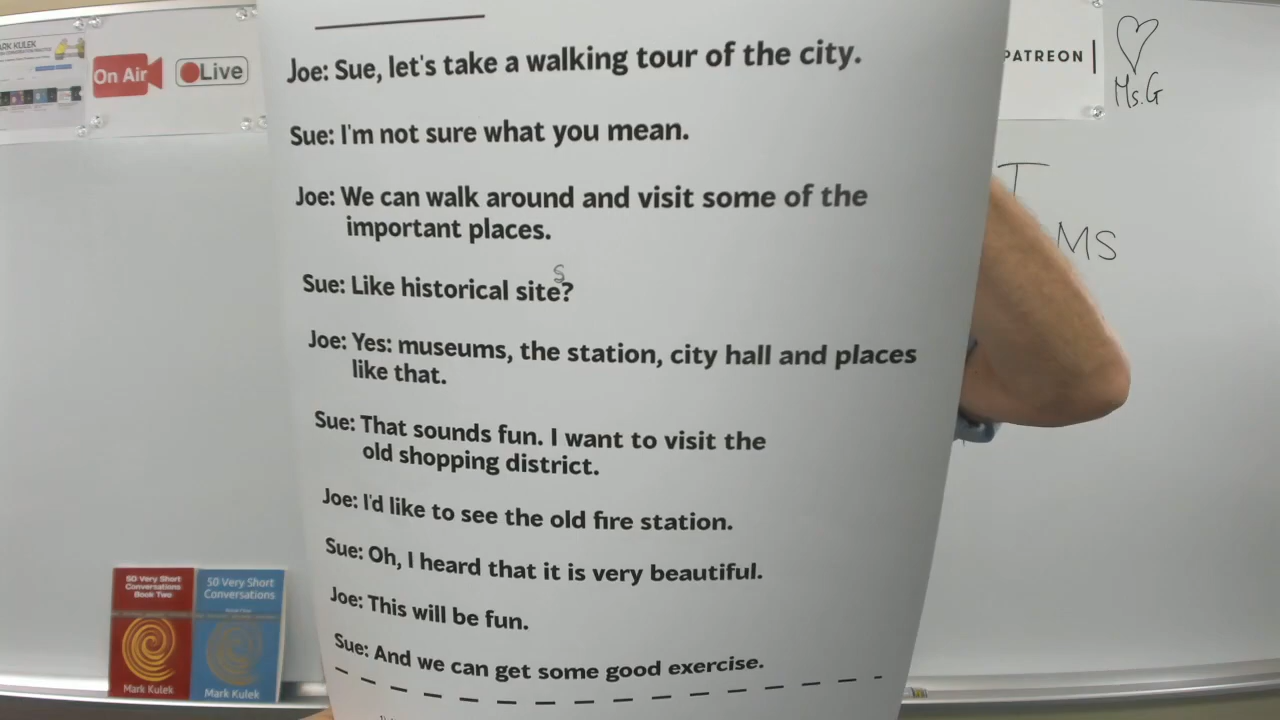 ARK KULEK
On Air
Live
PATREON
Ms.G
T
MS
Joe: Sue, let's take a walking tour of the city.
Sue: I'm not sure what you mean.
Joe: We can walk around and visit some of the
important places.
Sue: Like historical sites?
Joe: Yes: museums, the station, city hall and places
like that.
Sue: That sounds fun. I want to visit the
old shopping district.
Joe: I'd like to see the old fire station.
Sue: Oh, I heard that it is very beautiful.
Joe: This will be fun.
Sue: And we can get some good exercise.
50 Very Short
Conversations
Book Two
Mark Kulek
50 Very Short
Conversations
Mark Kulek